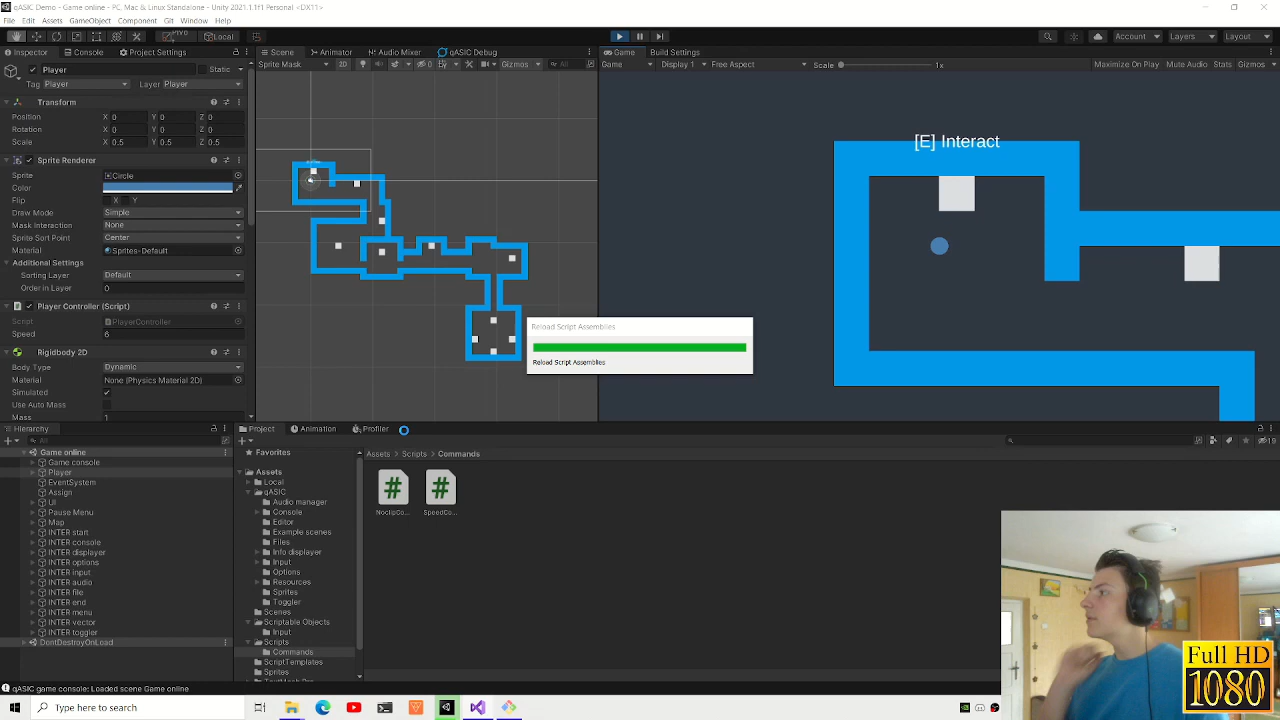 qASIC Demo - Game online - PC, Mac & Linux Standalone - Unity 2021.1.1f1 Personal <DX11>
File Edit Assets GameObject Component Git Window Help
Local Account Layers Layout
Inspector Console Project Settings
Scene Animator Audio Mixer qASIC Debug
Game Build Settings
Sprite Mask 2D 0 Gizmos All
Game Display 1 Free Aspect Scale 1x Maximize On Play Mute Audio Stats Gizmos
Player Static
Tag Player Layer Player
Transform
Position X 0 Y 0 Z 0
Rotation X 0 Y 0 Z 0
Scale X 0.5 Y 0.5 Z 0.5
Sprite Renderer
Sprite Circle
Color
Flip X Y
Draw Mode Simple
Mask Interaction None
Sprite Sort Point Center
Material Sprites-Default
Additional Settings
Sorting Layer Default
Order in Layer 0
Player Controller (Script)
Script PlayerController
Speed 6
Rigidbody 2D
Body Type Dynamic
Material None (Physics Material 2D)
Simulated
Use Auto Mass
Mass 1
[E] Interact
Reload Script Assemblies
Reload Script Assemblies
Hierarchy
All
Game online
Game console
Player
EventSystem
Assign
UI
Pause Menu
Map
INTER start
INTER console
INTER displayer
INTER options
INTER input
INTER audio
INTER file
INTER end
INTER menu
INTER vector
INTER toggler
DontDestroyOnLoad
Project Animation Profiler
Favorites
Assets
Local
qASIC
Audio manager
Console
Editor
Example scenes
Files
Info displayer
Input
Options
Resources
Sprites
Toggler
Scenes
Scriptable Objects
Input
Scripts
Commands
ScriptTemplates
Sprites
Assets Scripts Commands
NoclipCo... SpeedCo...
qASIC game console: Loaded scene Game online
Type here to search
Full HD
1080